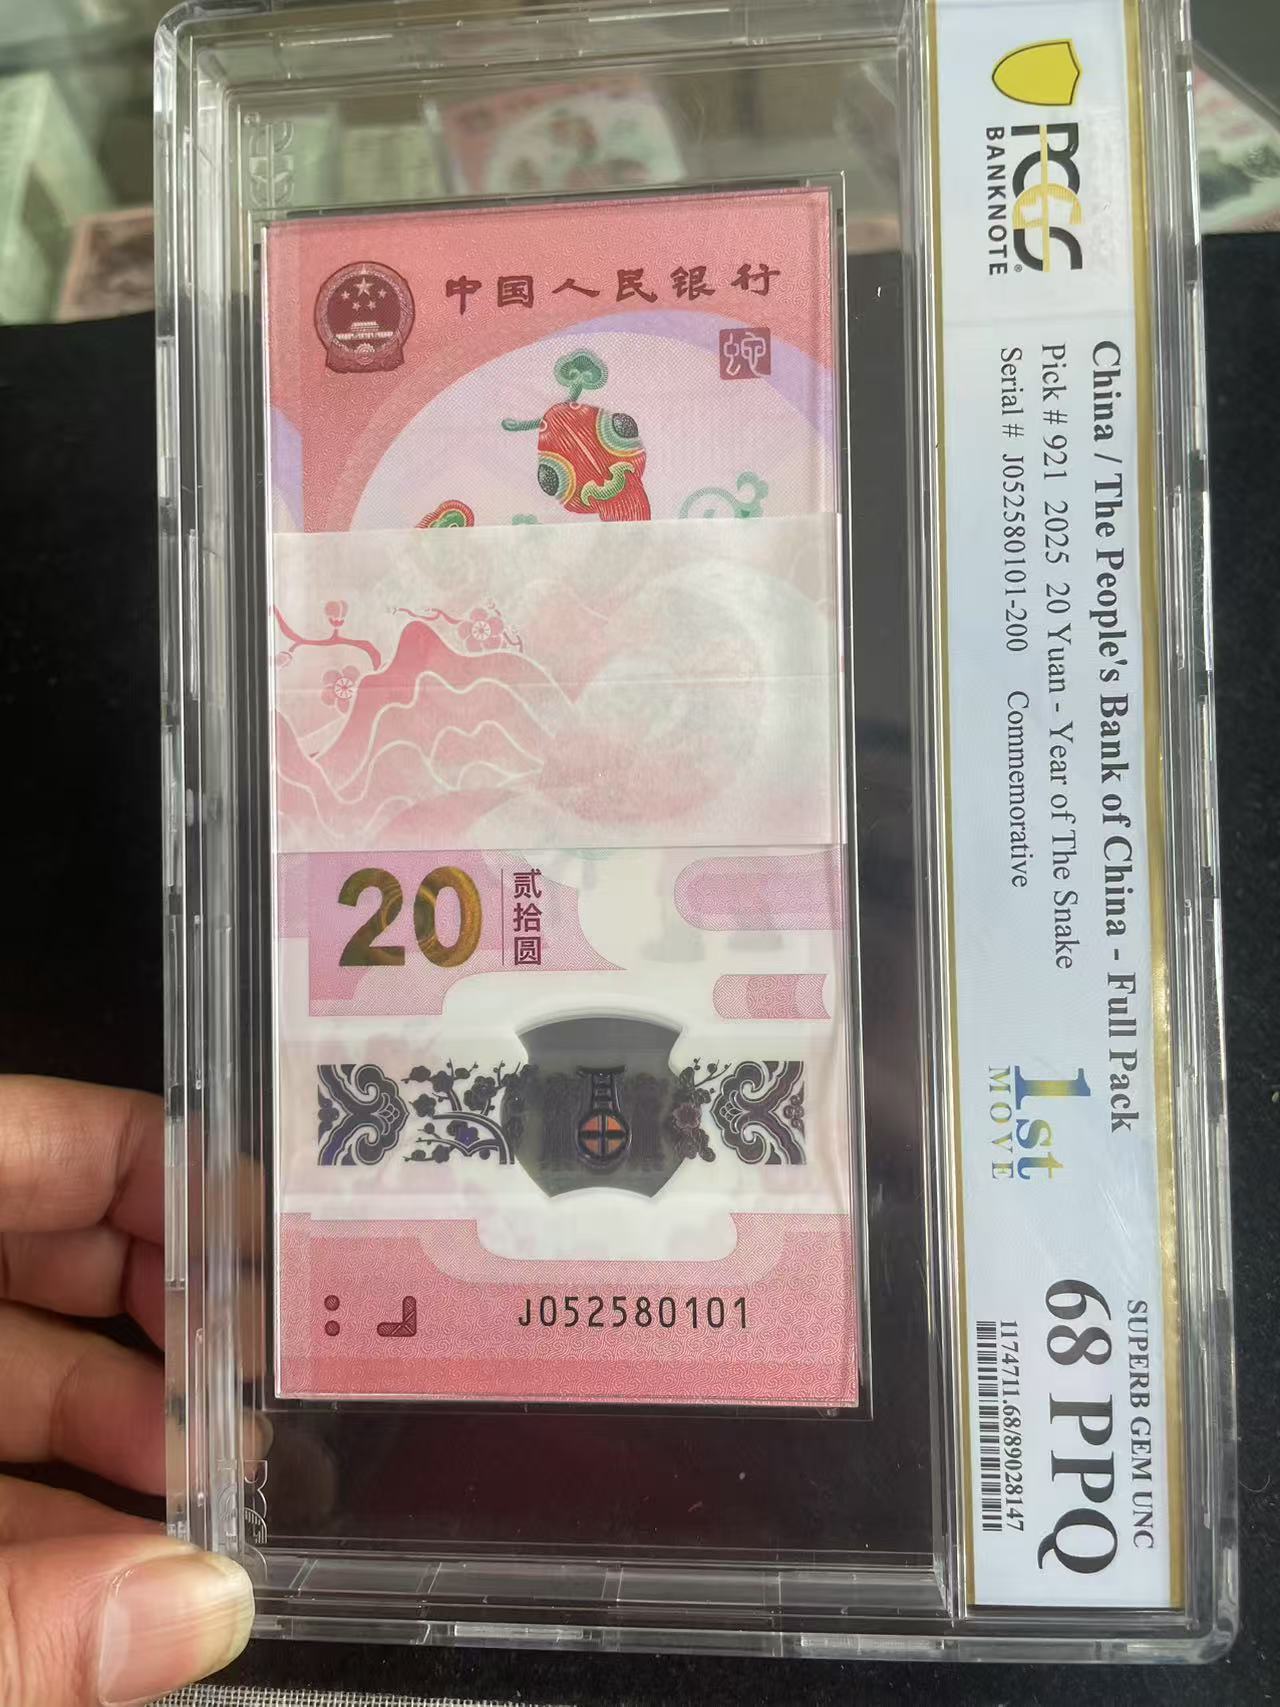 中国人民银行
蛇
20
贰
拾
圆
J052580101
PCGS
BANKNOTE
China / The People's Bank of China - Full Pack
Pick # 921 2025 20 Yuan - Year of The Snake
Serial # J052580101-200 Commemorative
1st
MOVE
SUPERB GEM UNC
68 PPQ
1174711.68/89028147